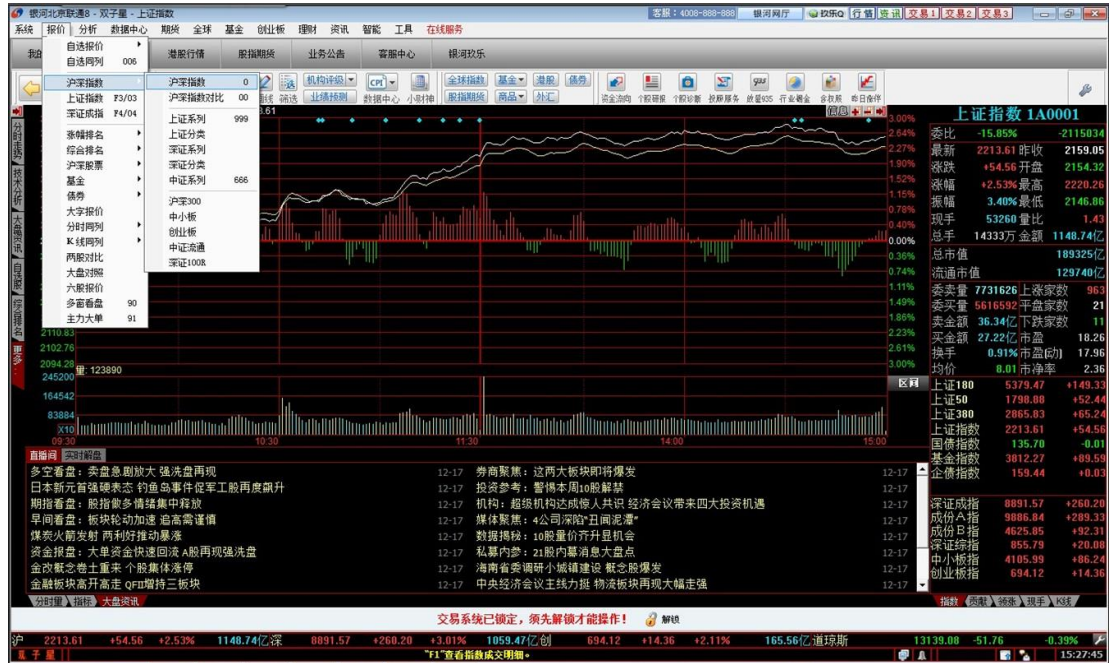 银河北京联通8 - 双子星 - 上证指数
客服：4008-888-888 银河网厅 玖乐Q 行情 资讯 交易1 交易2 交易3
系统 报价 分析 数据中心 期货 全球 基金 创业板 理财 资讯 智能 工具 在线服务
港股行情 股指期货 业务公告 客服中心 银河玖乐
自选报价
自选同列 006
沪深指数
上证指数 F3/03
深证成指 F4/04
涨幅排名
综合排名
沪深股票
基金
债券
大字报价
分时同列
K线同列
两股对比
大盘对照
六股报价
多窗看盘 90
主力大单 91
沪深指数 0
沪深指数对比 00
上证系列 999
上证分类
深证系列
深证分类
中证系列 666
沪深300
中小板
创业板
中证流通
深证100R
筛选
机构评级 业绩预测
CPI 数据中心 小财神
全球指数 基金 港股 债券
股指期货 商品 外汇
资金流向 个股研报 个股诊断 投顾服务 放量935 行业掘金 含权股 昨日涨停
分时走势
技术分析
大盘资讯
自选股
综合排名
更多
信息
3.00%
2.64%
2.27%
1.90%
1.52%
1.15%
0.78%
0.40%
0.00%
0.36%
0.74%
1.11%
1.49%
1.86%
2.23%
2.61%
3.00%
2110.83
2102.76
2094.28
量: 123890
245200
164542
83884
X10
09:30 10:30 11:30 14:00 15:00
上证指数 1A0001
委比 -15.85% -2115034
最新 2213.61 昨收 2159.05
涨跌 +54.56 开盘 2154.32
涨幅 +2.53% 最高 2220.26
振幅 3.40% 最低 2146.86
现手 53260 量比 1.43
总手 14333万 金额 1148.74亿
总市值 189325亿
流通市值 129740亿
委卖量 7731626 上涨家数 963
委买量 5616592 平盘家数 21
卖金额 36.34亿 下跌家数 11
买金额 27.22亿 市盈 18.26
换手 0.91% 市盈(动) 17.96
均价 8.01 市净率 2.36
上证180 5379.47 +149.33
上证50 1798.88 +52.44
上证380 2865.83 +65.24
上证指数 2213.61 +54.56
国债指数 135.70 -0.01
基金指数 3812.27 +89.59
企债指数 159.44 +0.03
深证成指 8891.57 +260.20
成份A指 9886.84 +289.33
成份B指 4625.85 +92.31
深证综指 855.79 +20.08
中小板指 4105.99 +86.24
创业板指 694.12 +14.36
直播间 实时解盘
多空看盘：卖盘急剧放大 强洗盘再现 12-17
日本新元首强硬表态 钓鱼岛事件促军工股再度飙升 12-17
期指看盘：股指做多情绪集中释放 12-17
早间看盘：板块轮动加速 追高需谨慎 12-17
煤炭火箭发射 两利好推动暴涨 12-17
资金报盘：大单资金快速回流 A股再现强洗盘 12-17
金改概念卷土重来 个股集体涨停 12-17
金融板块高开高走 QFII增持三板块 12-17
券商聚焦：这两大板块即将爆发 12-17
投资参考：警惕本周10股解禁 12-17
机构：超级机构达成惊人共识 经济会议带来四大投资机遇 12-17
媒体聚焦：4公司深陷“丑闻泥潭” 12-17
数据揭秘：10股量价齐升显机会 12-17
私募内参：21股内幕消息大盘点 12-17
海南省委调研小城镇建设 概念股爆发 12-17
中央经济会议主线力挺 物流板块再现大幅走强 12-17
分时量 指标 大盘资讯
指数 贡献 领涨 现手 K线
交易系统已锁定，须先解锁才能操作！ 解锁
沪 2213.61 +54.56 +2.53% 1148.74亿 深 8891.57 +260.20 +3.01% 1059.47亿 创 694.12 +14.36 +2.11% 165.56亿 道琼斯 13139.08 -51.76 -0.39%
双子星 “F1”查看指数成交明细。 15:27:45